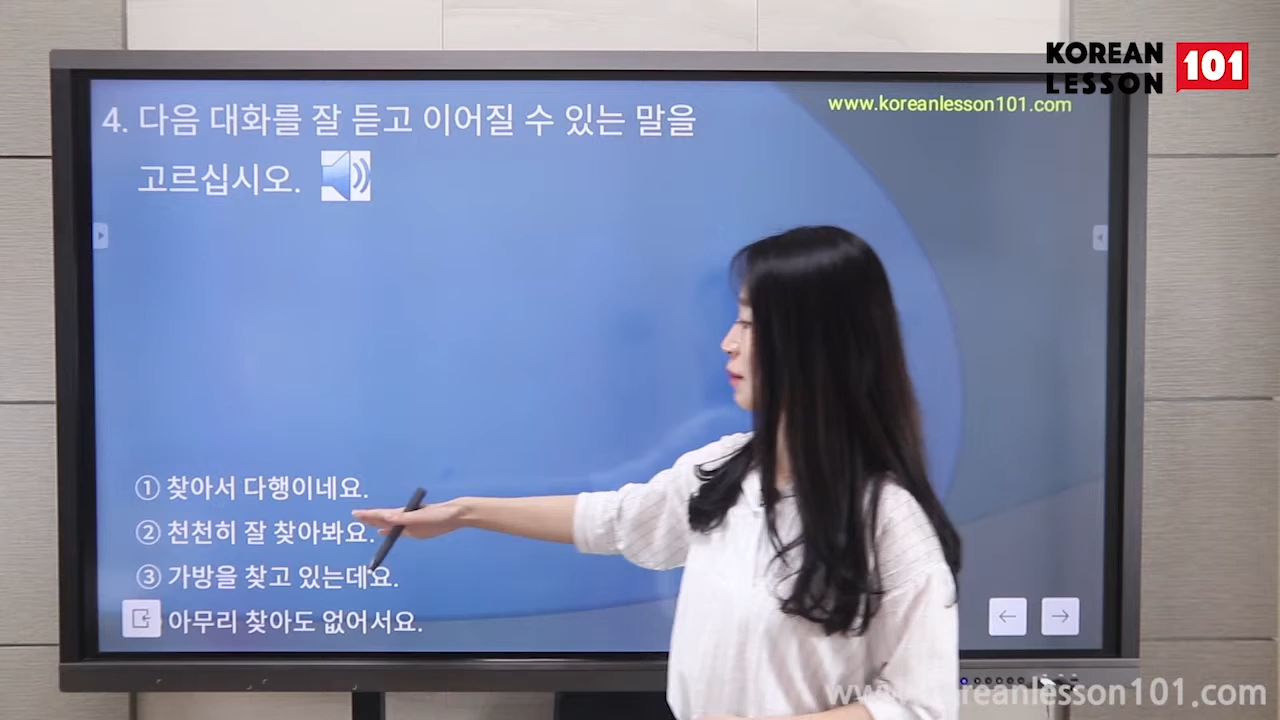 KOREAN
LESSON
101
www.koreanlesson101.com
4. 다음 대화를 잘 듣고 이어질 수 있는 말을
고르십시오.
① 찾아서 다행이네요.
② 천천히 잘 찾아봐요.
③ 가방을 찾고 있는데요.
아무리 찾아도 없어서요.
www.koreanlesson101.com